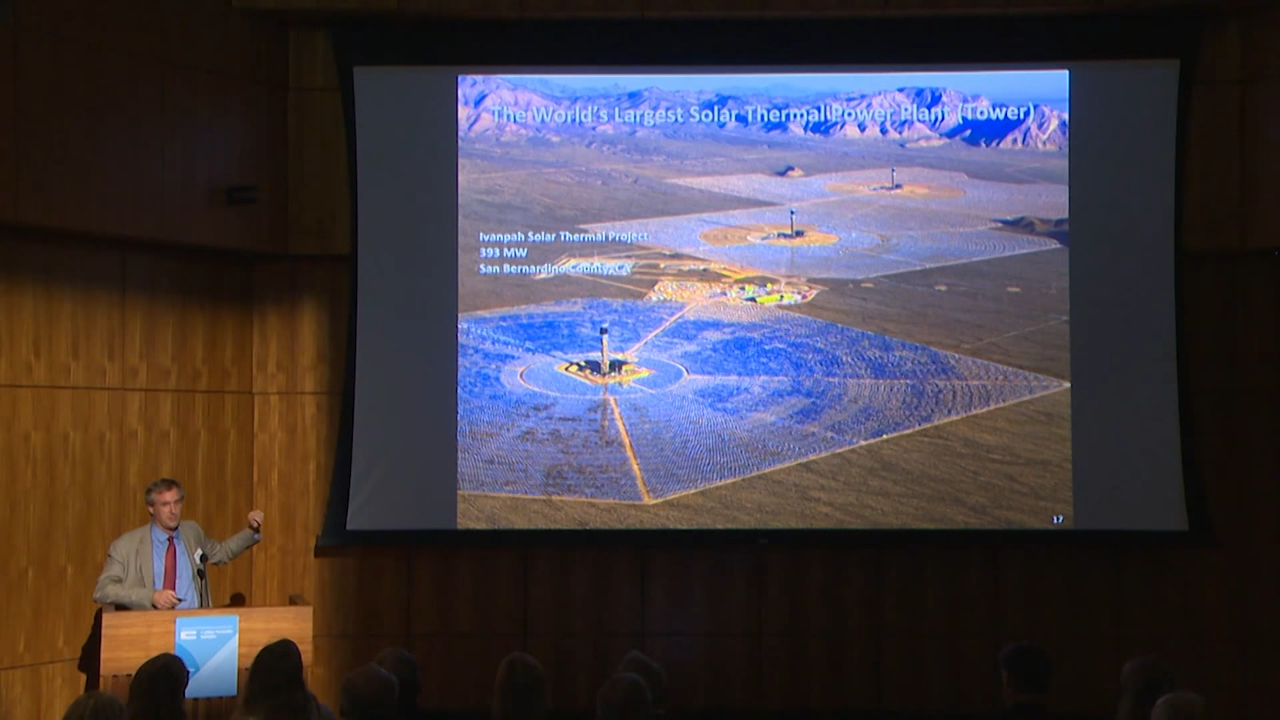 The World's Largest Solar Thermal Power Plant (Tower)
Ivanpah Solar Thermal Project
393 MW
San Bernardino County, CA
17